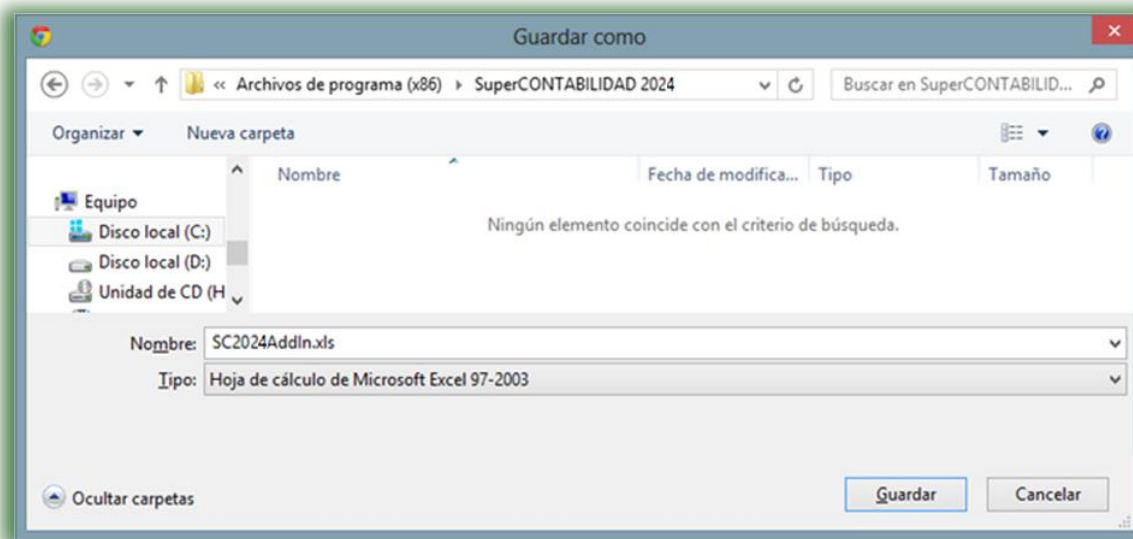 Guardar como
« Archivos de programa (x86) ▸ SuperCONTABILIDAD 2024 Buscar en SuperCONTABILID...
Organizar Nueva carpeta
Nombre Fecha de modifica... Tipo Tamaño
Ningún elemento coincide con el criterio de búsqueda.
Equipo
Disco local (C:)
Disco local (D:)
Unidad de CD (H
Nombre: SC2024AddIn.xls
Tipo: Hoja de cálculo de Microsoft Excel 97-2003
Ocultar carpetas Guardar Cancelar